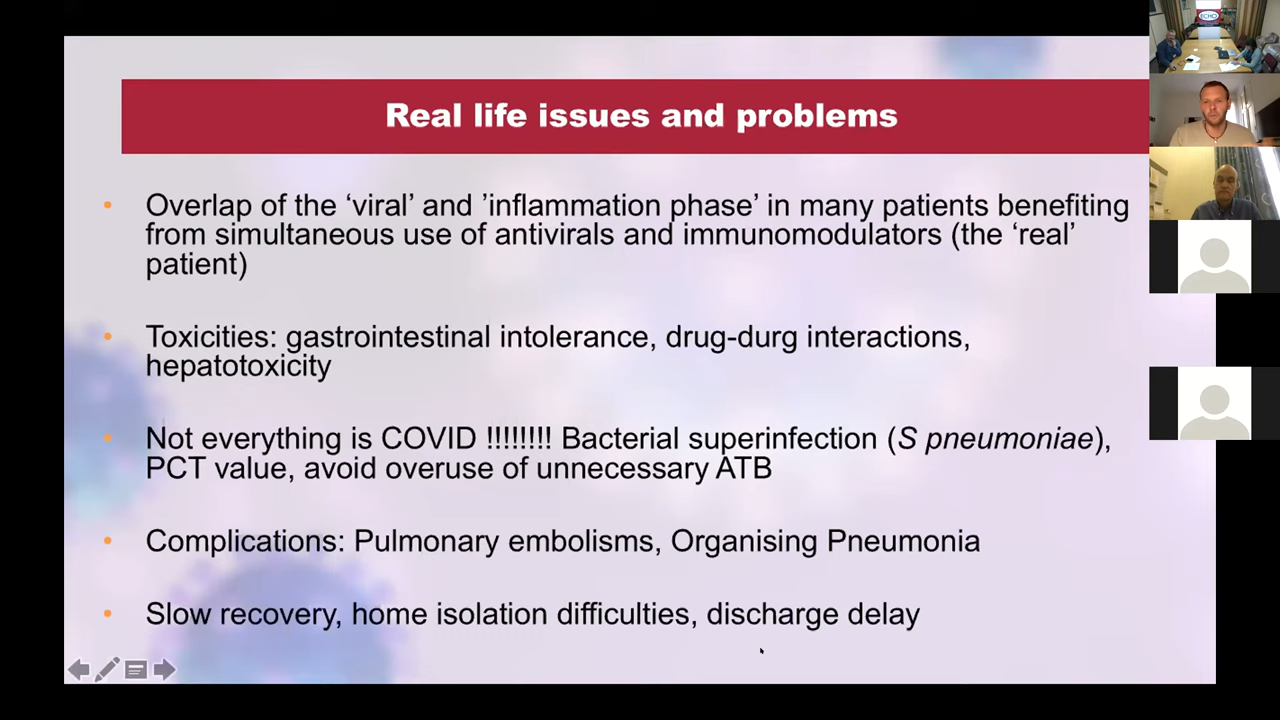 Real life issues and problems
• Overlap of the ‘viral’ and ’inflammation phase’ in many patients benefiting
from simultaneous use of antivirals and immunomodulators (the ‘real’
patient)
• Toxicities: gastrointestinal intolerance, drug-durg interactions,
hepatotoxicity
• Not everything is COVID !!!!!!!! Bacterial superinfection (S pneumoniae),
PCT value, avoid overuse of unnecessary ATB
• Complications: Pulmonary embolisms, Organising Pneumonia
• Slow recovery, home isolation difficulties, discharge delay
ECHO